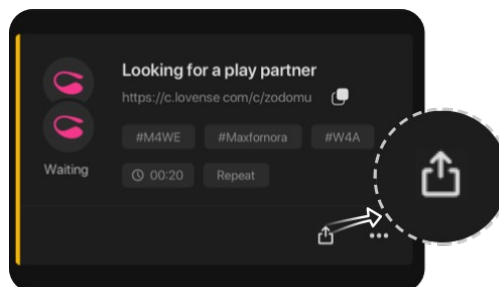 Looking for a play partner
https://c.lovense com/c/zodomu
#M4WE #Maxfornora #W4A
Waiting
00:20 Repeat